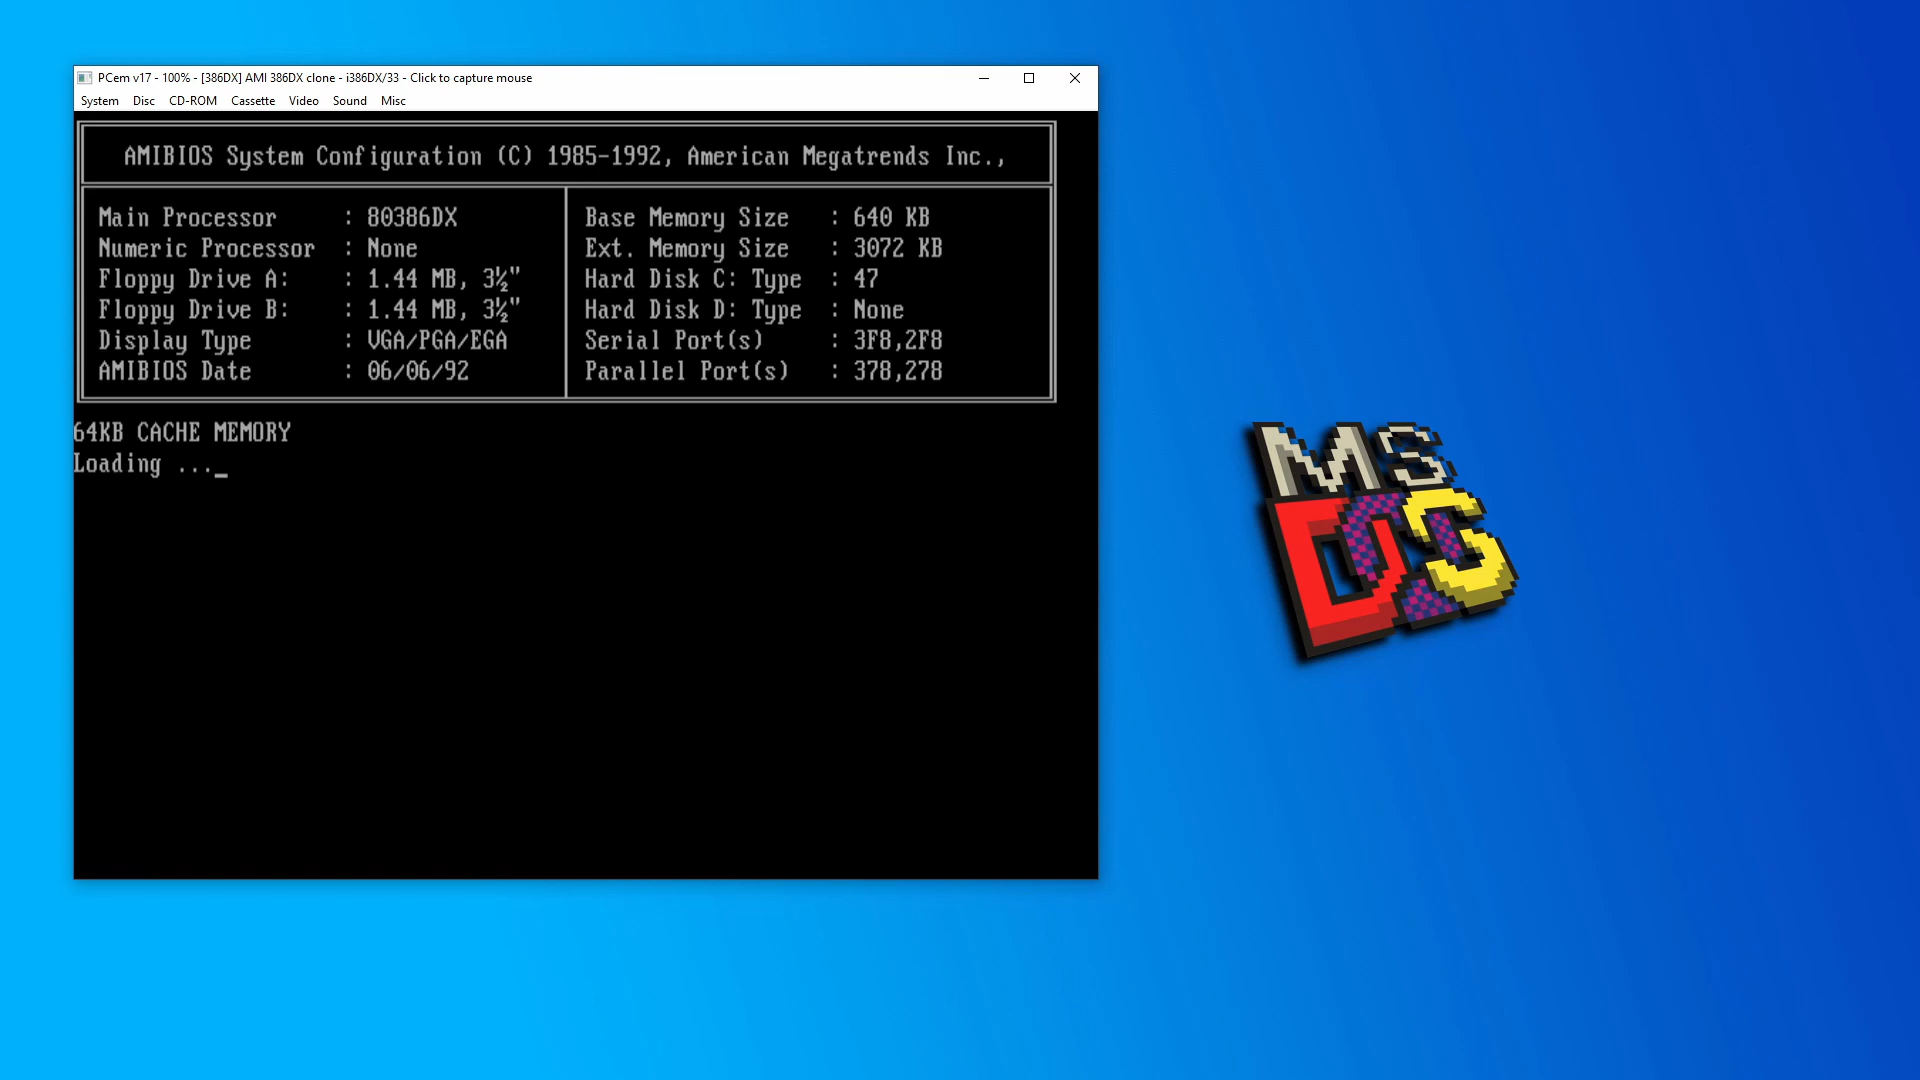 PCem v17 - 100% - [386DX] AMI 386DX clone - i386DX/33 - Click to capture mouse
System Disc CD-ROM Cassette Video Sound Misc
AMIBIOS System Configuration (C) 1985-1992, American Megatrends Inc.,
Main Processor : 80386DX
Numeric Processor : None
Floppy Drive A: : 1.44 MB, 3½"
Floppy Drive B: : 1.44 MB, 3½"
Display Type : VGA/PGA/EGA
AMIBIOS Date : 06/06/92
Base Memory Size : 640 KB
Ext. Memory Size : 3072 KB
Hard Disk C: Type : 47
Hard Disk D: Type : None
Serial Port(s) : 3F8,2F8
Parallel Port(s) : 378,278
64KB CACHE MEMORY
Loading ..._
MS
DOS